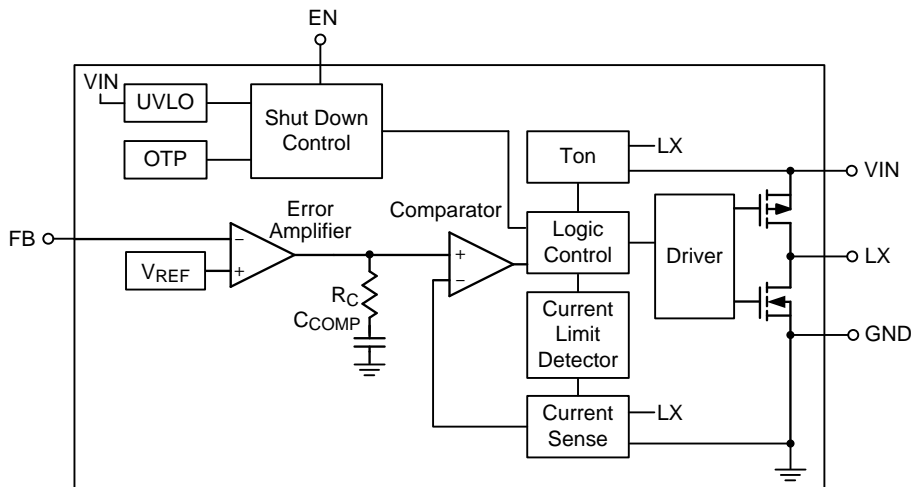 EN
VIN
UVLO
Shut Down
Control
OTP
Ton
LX
VIN
Error
Amplifier
Comparator
FB
−
+
VREF
+
−
Logic
Control
Driver
LX
RC
CCOMP
Current
Limit
Detector
GND
Current
Sense
LX